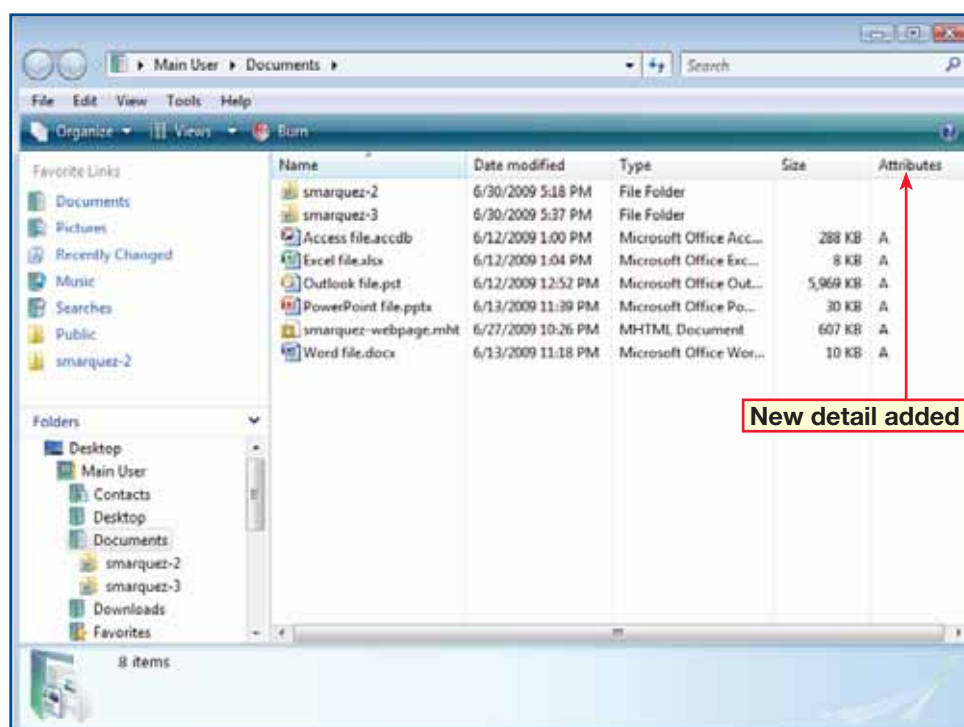 Main User Documents
Search
File Edit View Tools Help
Organize Views Burn
Favorite Links
Documents
Pictures
Recently Changed
Music
Searches
Public
smarquez-2
Folders
Desktop
Main User
Contacts
Desktop
Documents
smarquez-2
smarquez-3
Downloads
Favorites
Name Date modified Type Size Attributes
smarquez-2 6/30/2009 5:18 PM File Folder
smarquez-3 6/30/2009 5:37 PM File Folder
Access file.accdb 6/12/2009 1:00 PM Microsoft Office Acc... 288 KB A
Excel file.xlsx 6/12/2009 1:04 PM Microsoft Office Exc... 8 KB A
Outlook file.pst 6/12/2009 12:52 PM Microsoft Office Out... 5,969 KB A
PowerPoint file.pptx 6/13/2009 11:39 PM Microsoft Office Po... 30 KB A
smarquez-webpage.mht 6/27/2009 10:26 PM MHTML Document 607 KB A
Word file.docx 6/13/2009 11:18 PM Microsoft Office Wor... 10 KB A
New detail added
8 items